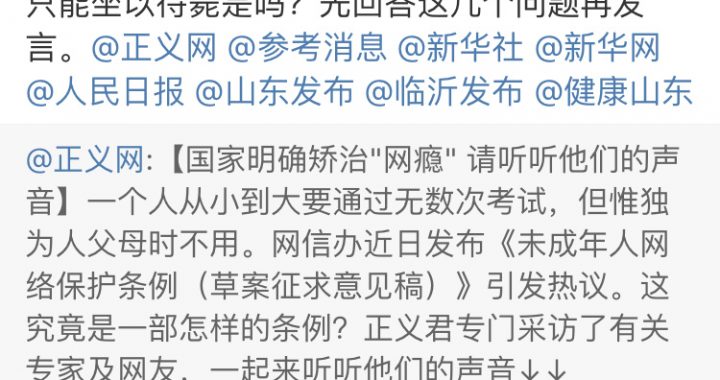 只能坐以待毙是吗？先回答这几个问题再发
言。@正义网 @参考消息 @新华社 @新华网
@人民日报 @山东发布 @临沂发布 @健康山东
@正义网:【国家明确矫治"网瘾" 请听听他们的声
音】一个人从小到大要通过无数次考试，但惟独
为人父母时不用。网信办近日发布《未成年人网
络保护条例（草案征求意见稿）》引发热议。这
究竟是一部怎样的条例？正义君专门采访了有关
专家及网友，一起来听听他们的声音↓↓